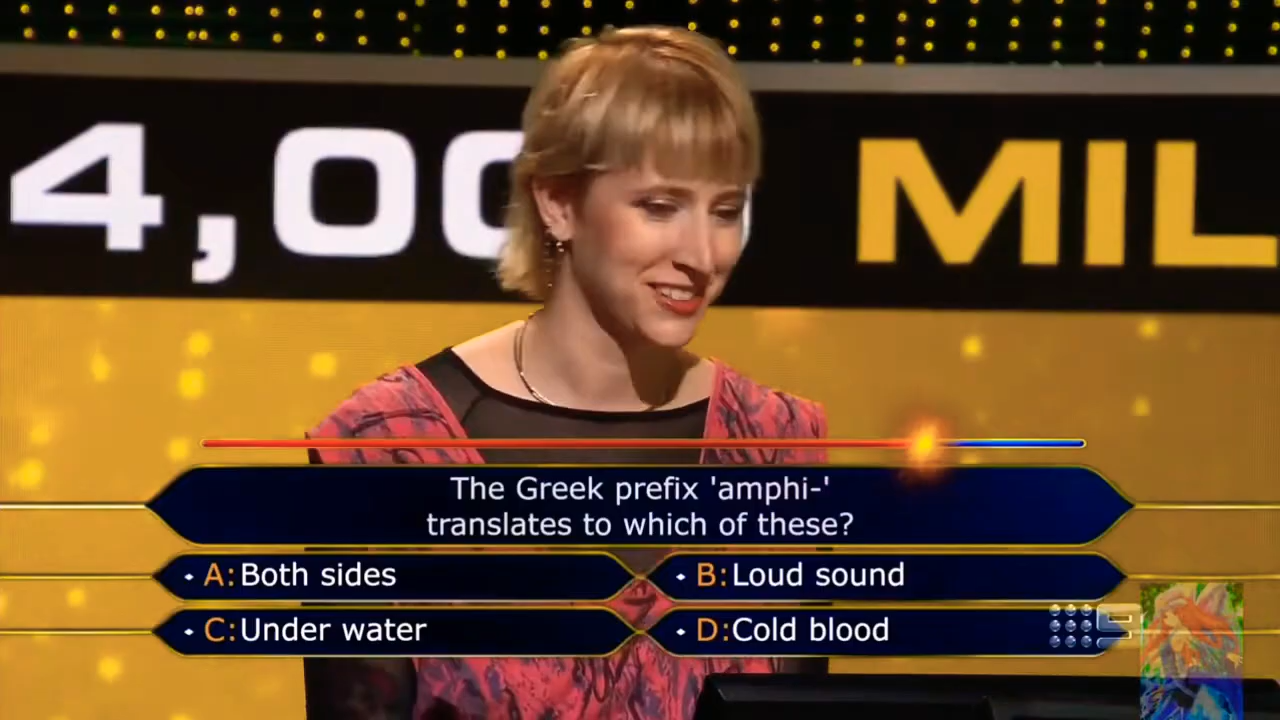 4,00
MIL
The Greek prefix 'amphi-'
translates to which of these?
A: Both sides
B: Loud sound
C: Under water
D: Cold blood